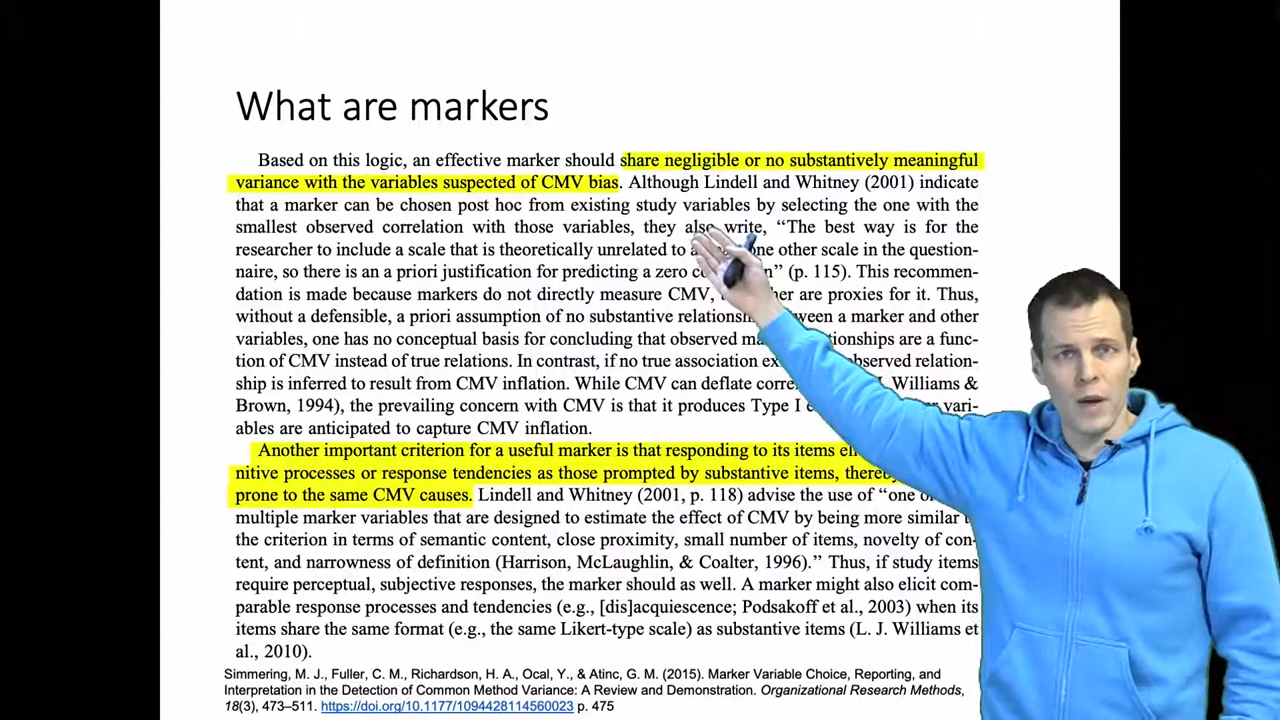 What are markers
Based on this logic, an effective marker should share negligible or no substantively meaningful
variance with the variables suspected of CMV bias. Although Lindell and Whitney (2001) indicate
that a marker can be chosen post hoc from existing study variables by selecting the one with the
smallest observed correlation with those variables, they also write, “The best way is for the
researcher to include a scale that is theoretically unrelated to one other scale in the question-
naire, so there is an a priori justification for predicting a zero (p. 115). This recommen-
dation is made because markers do not directly measure CMV, are proxies for it. Thus,
without a defensible, a priori assumption of no substantive between a marker and other
variables, one has no conceptual basis for concluding that observed are a func-
tion of CMV instead of true relations. In contrast, if no true association observed relation-
ship is inferred to result from CMV inflation. While CMV can deflate Williams &
Brown, 1994), the prevailing concern with CMV is that it produces Type I vari-
ables are anticipated to capture CMV inflation.
Another important criterion for a useful marker is that responding to its items
nitive processes or response tendencies as those prompted by substantive items,
prone to the same CMV causes. Lindell and Whitney (2001, p. 118) advise the use of “one
multiple marker variables that are designed to estimate the effect of CMV by being more similar
the criterion in terms of semantic content, close proximity, small number of items, novelty of con-
tent, and narrowness of definition (Harrison, McLaughlin, & Coalter, 1996).” Thus, if study items
require perceptual, subjective responses, the marker should as well. A marker might also elicit com-
parable response processes and tendencies (e.g., [dis]acquiescence; Podsakoff et al., 2003) when its
items share the same format (e.g., the same Likert-type scale) as substantive items (L. J. Williams et
al., 2010).
Simmering, M. J., Fuller, C. M., Richardson, H. A., Ocal, Y., & Atinc, G. M. (2015). Marker Variable Choice, Reporting, and
Interpretation in the Detection of Common Method Variance: A Review and Demonstration. Organizational Research Methods,
18(3), 473–511. https://doi.org/10.1177/1094428114560023 p. 475